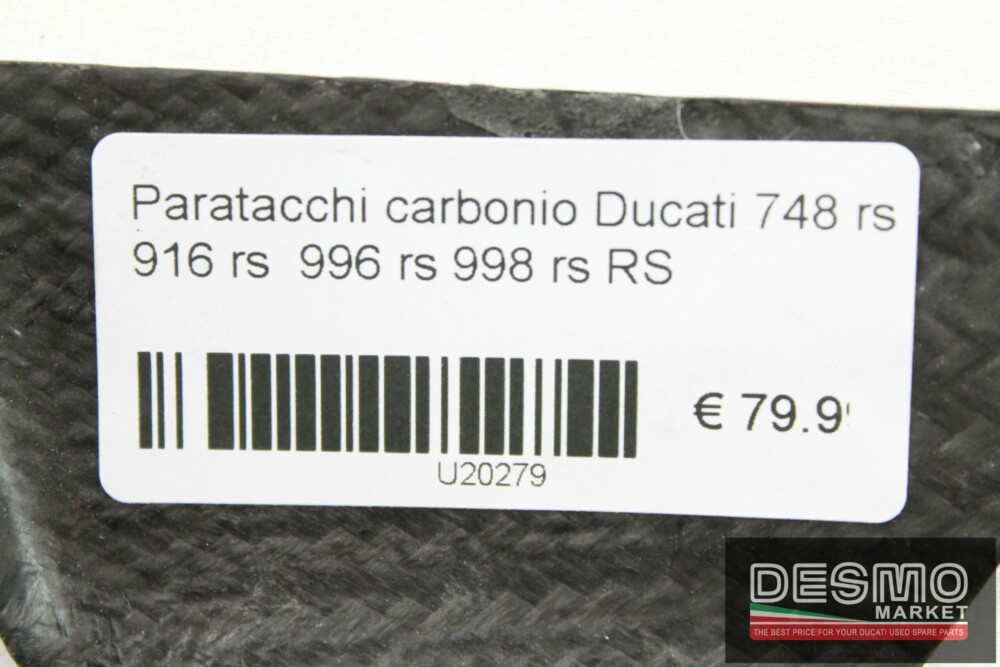 Paratacchi carbonio Ducati 748 rs
916 rs  996 rs 998 rs RS
€ 79.9
U20279
DESMO
MARKET
THE BEST PRICE FOR YOUR DUCATI USED SPARE PARTS